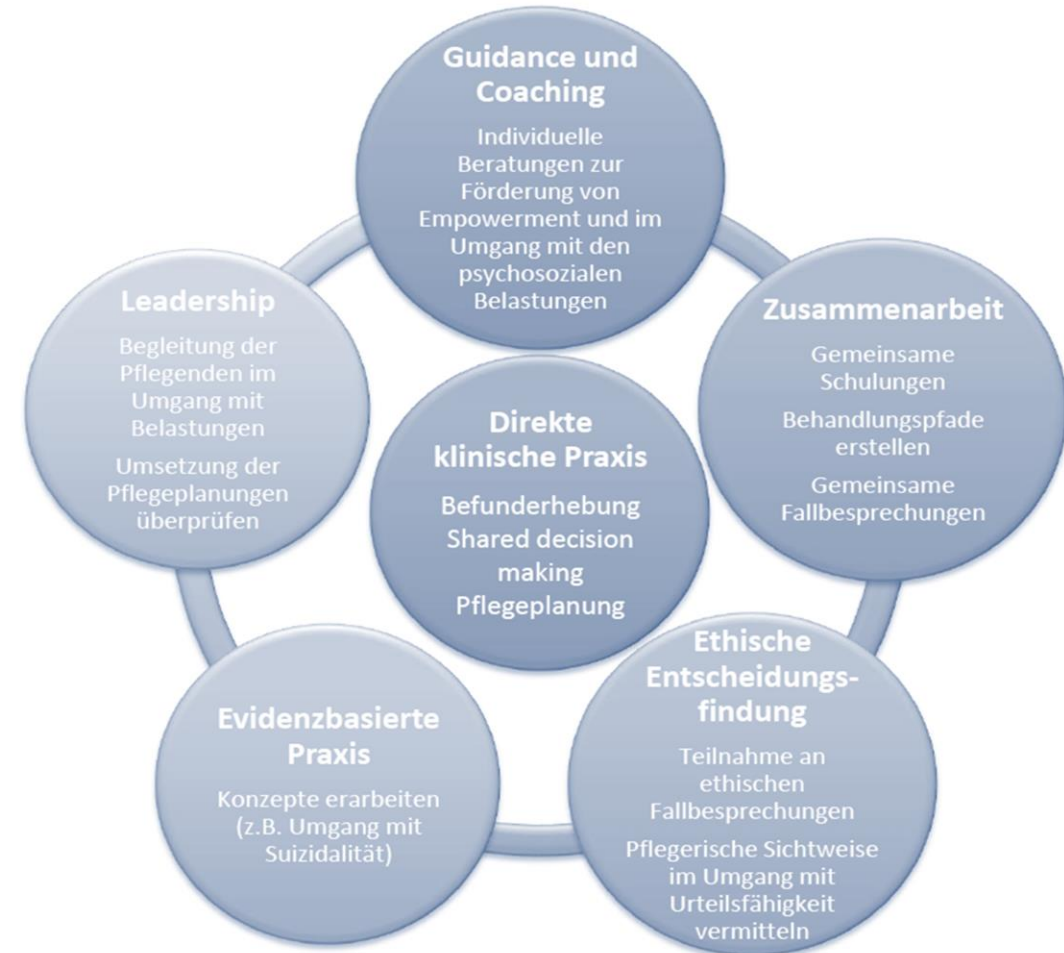 Guidance und
Coaching
Individuelle
Beratungen zur
Förderung von
Empowerment und im
Umgang mit den
psychosozialen
Belastungen
Leadership
Begleitung der
Pflegenden im
Umgang mit
Belastungen
Umsetzung der
Pflegeplanungen
überprüfen
Zusammenarbeit
Gemeinsame
Schulungen
Behandlungspfade
erstellen
Gemeinsame
Fallbesprechungen
Direkte
klinische Praxis
Befunderhebung
Shared decision
making
Pflegeplanung
Evidenzbasierte
Praxis
Konzepte erarbeiten
(z.B. Umgang mit
Suizidalität)
Ethische
Entscheidungs-
findung
Teilnahme an
ethischen
Fallbesprechungen
Pflegerische Sichtweise
im Umgang mit
Urteilsfähigkeit
vermitteln